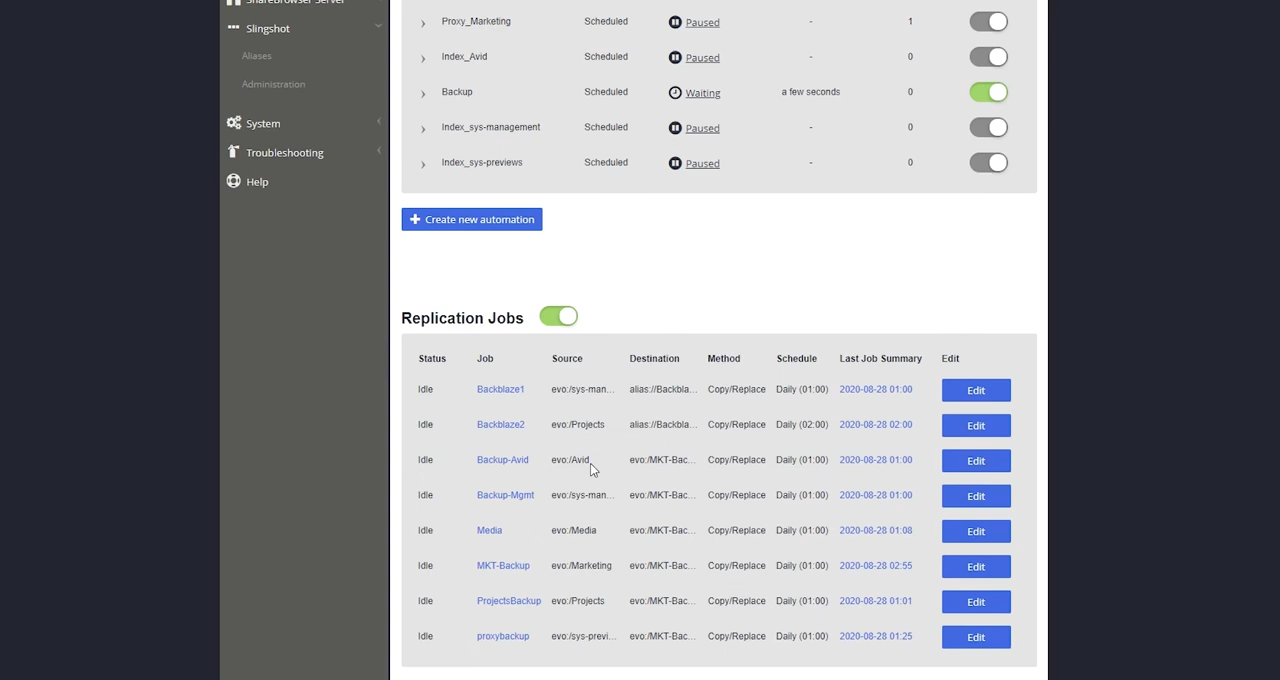 ShareBrowser Server
Slingshot
Aliases
Administration
System
Troubleshooting
Help
Proxy_Marketing Scheduled Paused - 1
Index_Avid Scheduled Paused - 0
Backup Scheduled Waiting a few seconds 0
Index_sys-management Scheduled Paused - 0
Index_sys-previews Scheduled Paused - 0
+ Create new automation
Replication Jobs
Status Job Source Destination Method Schedule Last Job Summary Edit
Idle Backblaze1 evo:/sys-man... alias://Backbla... Copy/Replace Daily (01:00) 2020-08-28 01:00 Edit
Idle Backblaze2 evo:/Projects alias://Backbla... Copy/Replace Daily (02:00) 2020-08-28 02:00 Edit
Idle Backup-Avid evo:/Avid evo:/MKT-Bac... Copy/Replace Daily (01:00) 2020-08-28 01:00 Edit
Idle Backup-Mgmt evo:/sys-man... evo:/MKT-Bac... Copy/Replace Daily (01:00) 2020-08-28 01:00 Edit
Idle Media evo:/Media evo:/MKT-Bac... Copy/Replace Daily (01:00) 2020-08-28 01:08 Edit
Idle MKT-Backup evo:/Marketing evo:/MKT-Bac... Copy/Replace Daily (01:00) 2020-08-28 02:55 Edit
Idle ProjectsBackup evo:/Projects evo:/MKT-Bac... Copy/Replace Daily (01:00) 2020-08-28 01:01 Edit
Idle proxybackup evo:/sys-previ... evo:/MKT-Bac... Copy/Replace Daily (01:00) 2020-08-28 01:25 Edit